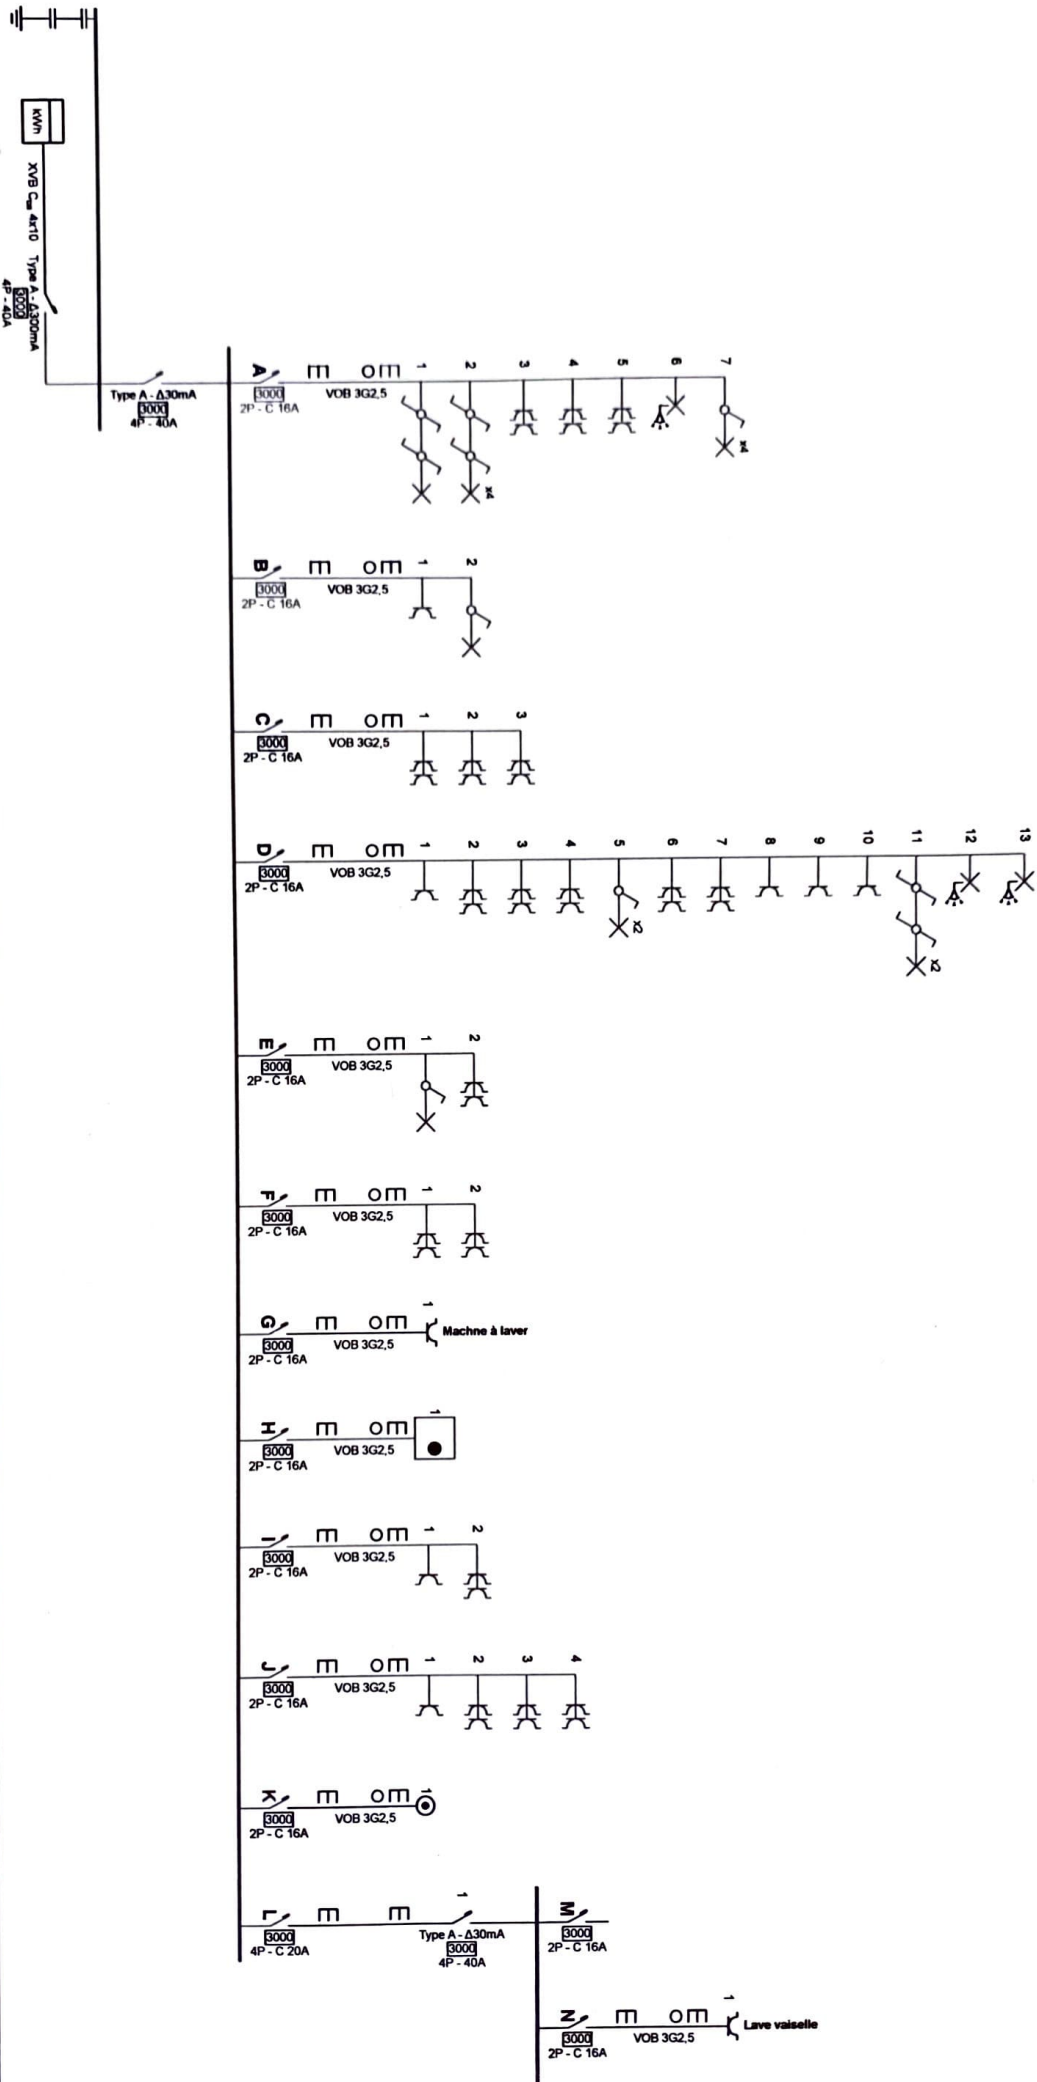 kWh
XVB Cca 4x10
Type A - Δ300mA
3000
4P - 40A
Type A - Δ30mA
3000
4P - 40A
A
3000
2P - C 16A
VOB 3G2,5
1
2
3
4
5
6
7
x4
x4
B
3000
2P - C 16A
VOB 3G2,5
1
2
C
3000
2P - C 16A
VOB 3G2,5
1
2
3
D
3000
2P - C 16A
VOB 3G2,5
1
2
3
4
5
6
7
8
9
10
11
12
13
x2
x2
E
3000
2P - C 16A
VOB 3G2,5
1
2
F
3000
2P - C 16A
VOB 3G2,5
1
2
G
3000
2P - C 16A
VOB 3G2,5
1
Machne à laver
H
3000
2P - C 16A
VOB 3G2,5
1
I
3000
2P - C 16A
VOB 3G2,5
1
2
J
3000
2P - C 16A
VOB 3G2,5
1
2
3
4
K
3000
2P - C 16A
VOB 3G2,5
1
L
3000
4P - C 20A
1
Type A - Δ30mA
3000
4P - 40A
M
3000
2P - C 16A
N
3000
2P - C 16A
VOB 3G2,5
1
Lave vaiselle